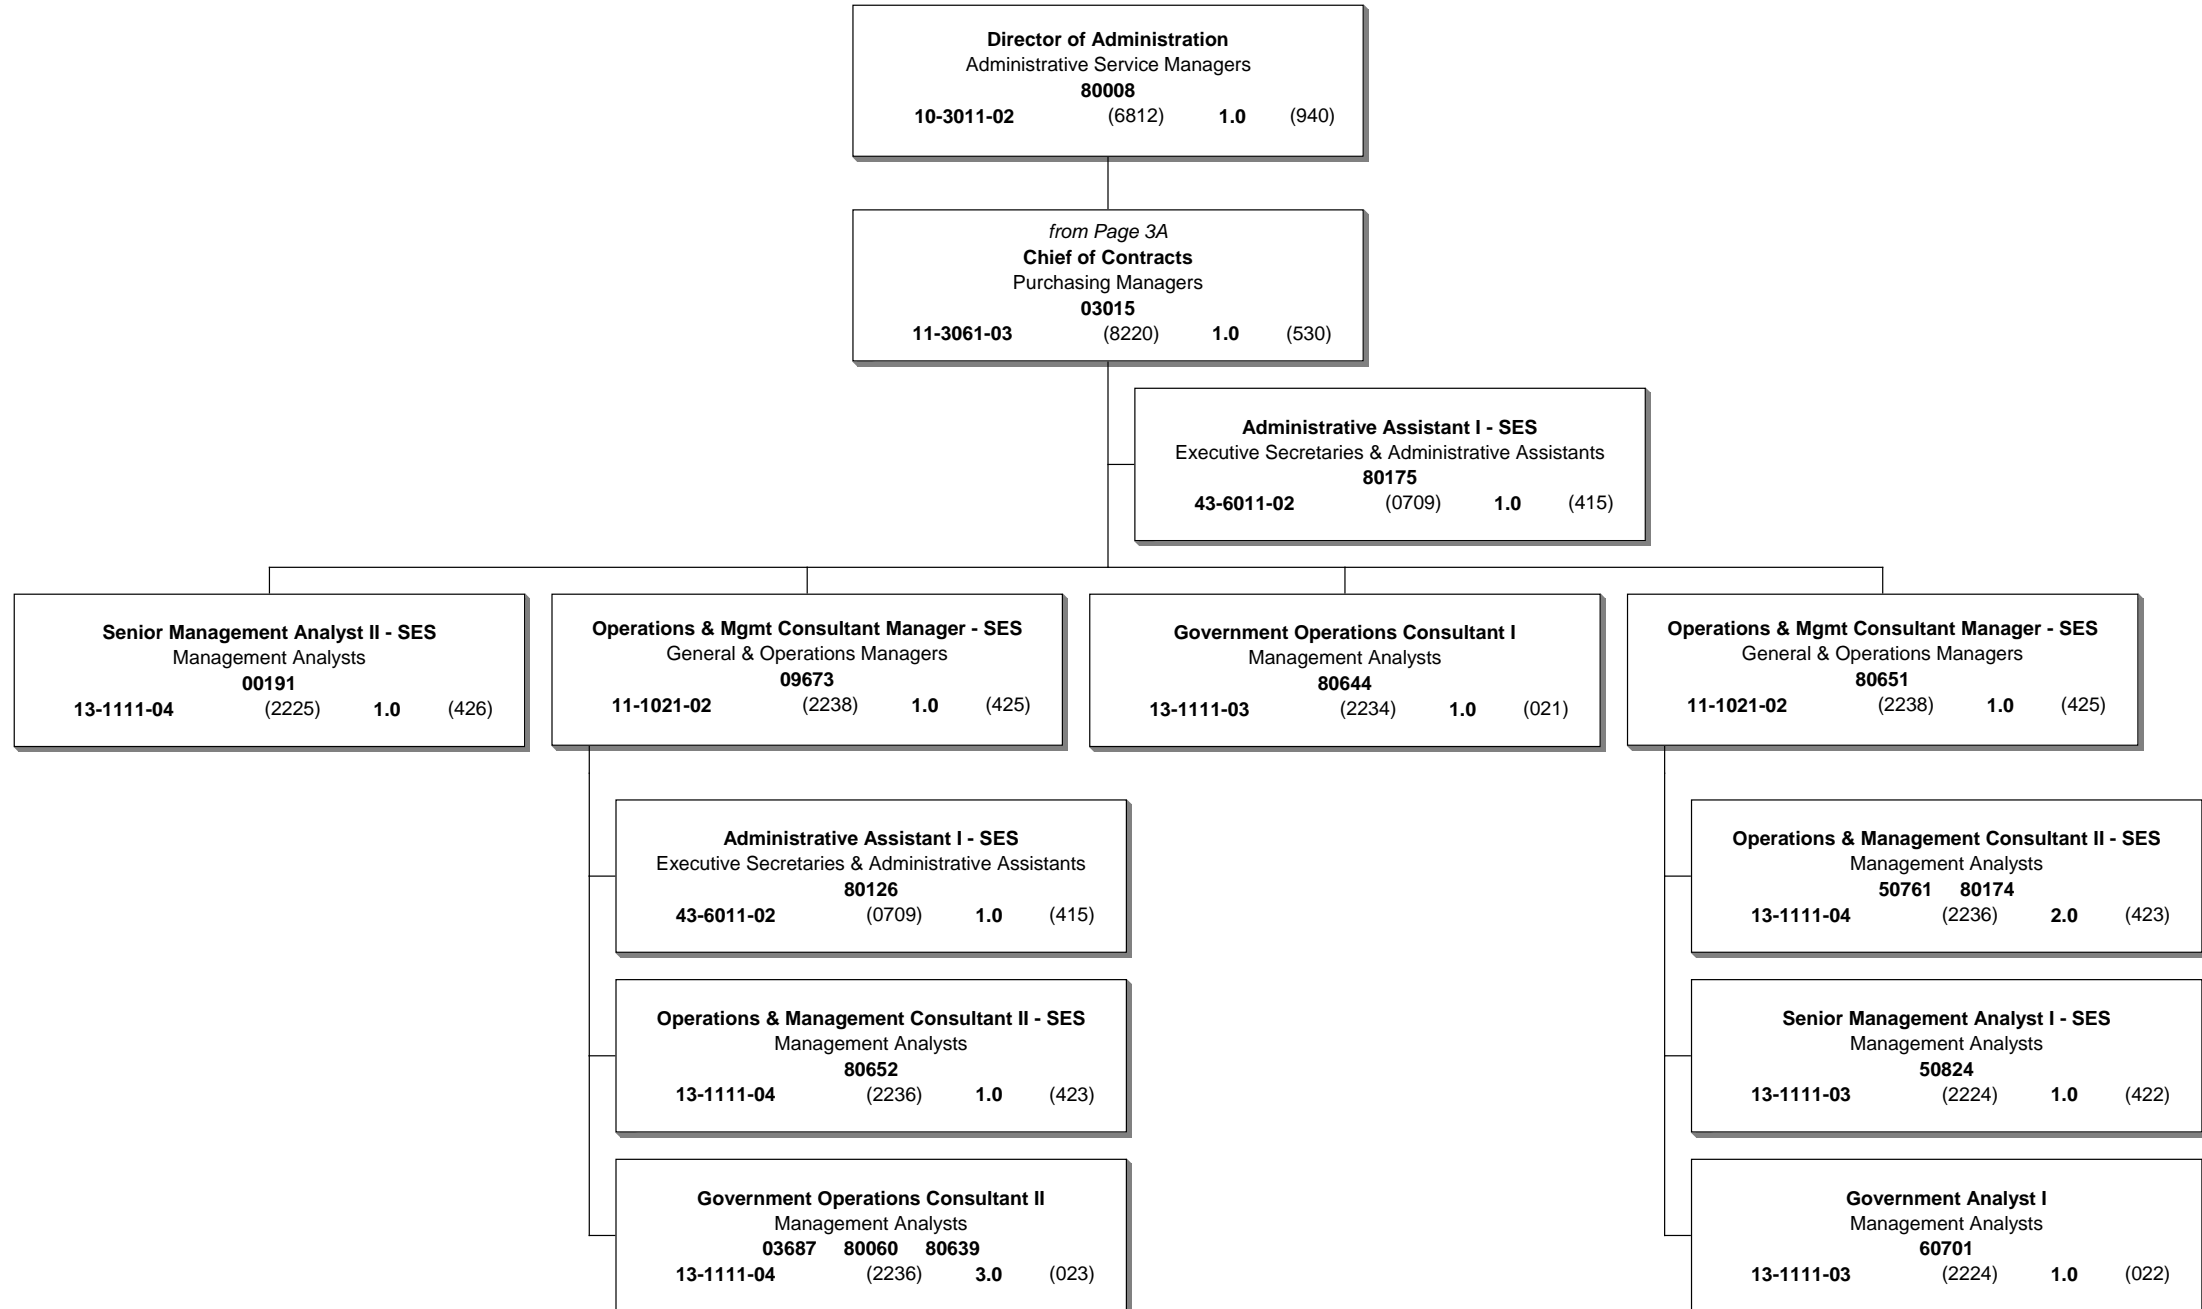 Director of Administration
Administrative Service Managers
80008
10-3011-02 (6812) 1.0 (940)
from Page 3A
Chief of Contracts
Purchasing Managers
03015
11-3061-03 (8220) 1.0 (530)
Administrative Assistant I - SES
Executive Secretaries & Administrative Assistants
80175
43-6011-02 (0709) 1.0 (415)
Senior Management Analyst II - SES
Management Analysts
00191
13-1111-04 (2225) 1.0 (426)
Operations & Mgmt Consultant Manager - SES
General & Operations Managers
09673
11-1021-02 (2238) 1.0 (425)
Government Operations Consultant I
Management Analysts
80644
13-1111-03 (2234) 1.0 (021)
Operations & Mgmt Consultant Manager - SES
General & Operations Managers
80651
11-1021-02 (2238) 1.0 (425)
Administrative Assistant I - SES
Executive Secretaries & Administrative Assistants
80126
43-6011-02 (0709) 1.0 (415)
Operations & Management Consultant II - SES
Management Analysts
80652
13-1111-04 (2236) 1.0 (423)
Government Operations Consultant II
Management Analysts
03687 80060 80639
13-1111-04 (2236) 3.0 (023)
Operations & Management Consultant II - SES
Management Analysts
50761 80174
13-1111-04 (2236) 2.0 (423)
Senior Management Analyst I - SES
Management Analysts
50824
13-1111-03 (2224) 1.0 (422)
Government Analyst I
Management Analysts
60701
13-1111-03 (2224) 1.0 (022)